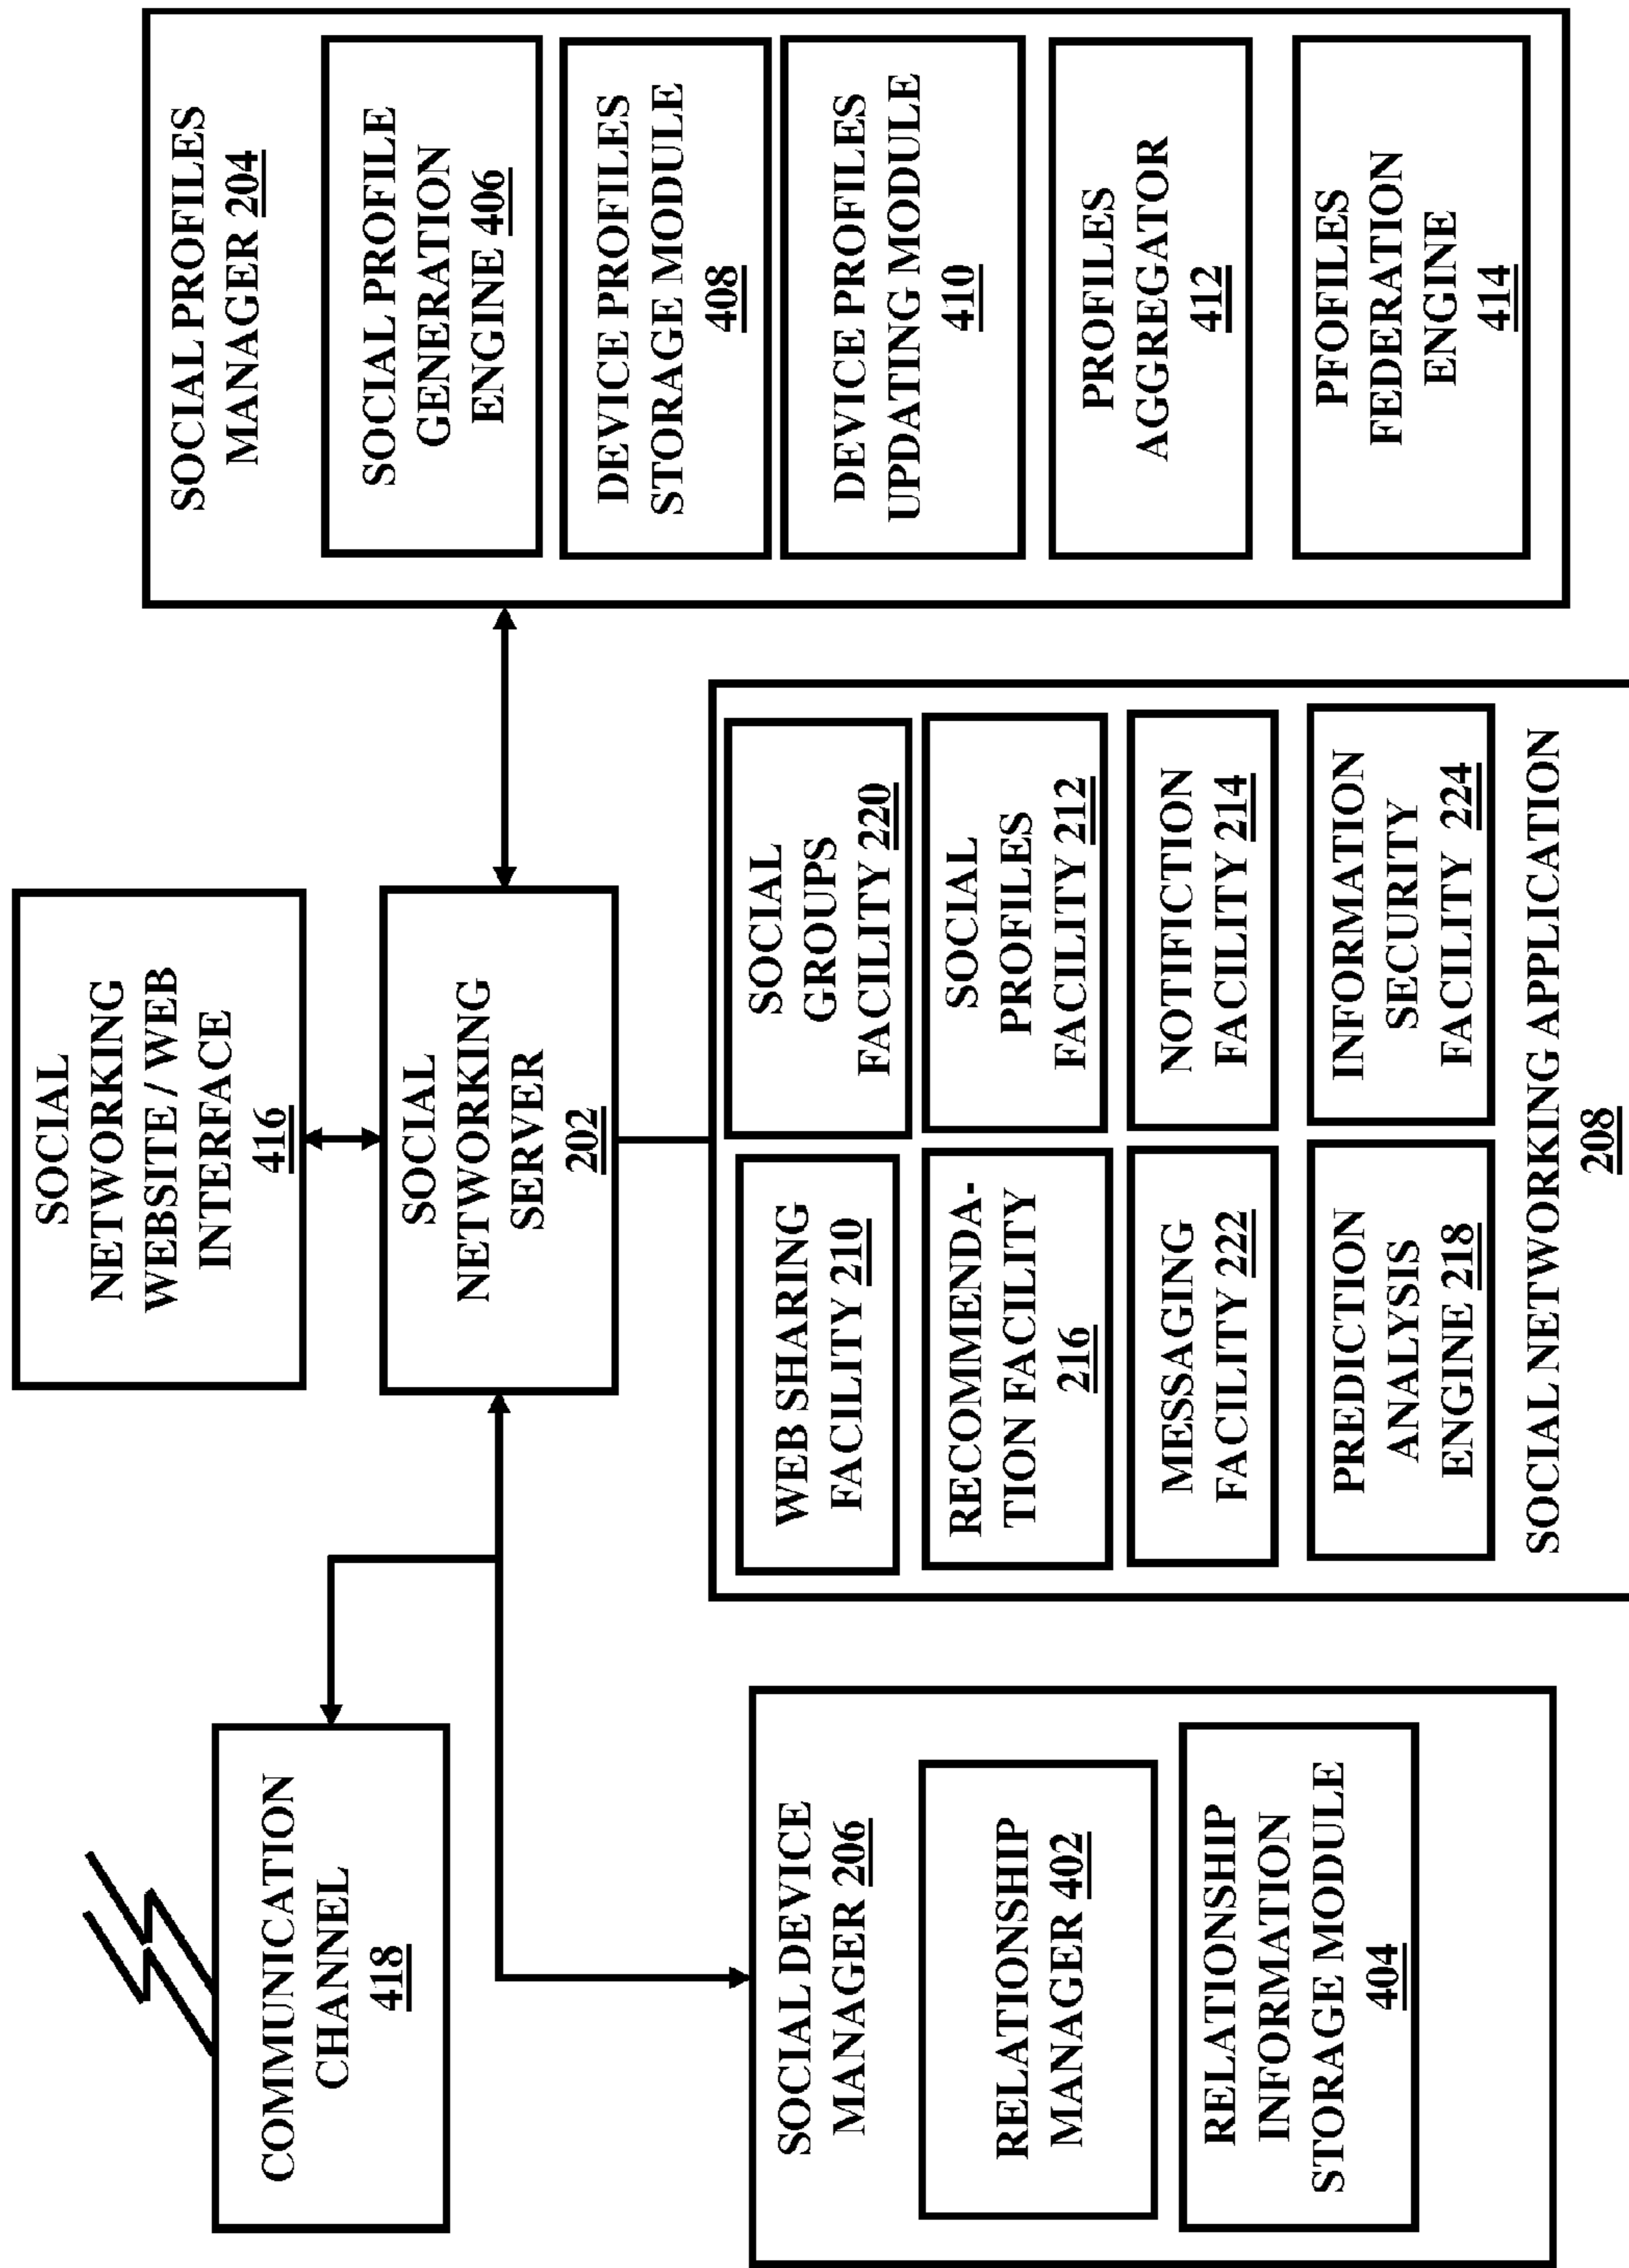 SOCIAL
NETWORKING
WEBSITE / WEB
INTERFACE
416
COMMUNICATION
CHANNEL
418
SOCIAL
NETWORKING
SERVER
202
SOCIAL PROFILES
MANAGER 204
SOCIAL PROFILE
GENERATION
ENGINE 406
DEVICE PROFILES
STORAGE MODULE
408
DEVICE PROFILES
UPDATING MODULE
410
PROFILES
AGGREGATOR
412
PFOFILES
FEDERATION
ENGINE
414
SOCIAL DEVICE
MANAGER 206
RELATIONSHIP
MANAGER 402
RELATIONSHIP
INFORMATION
STORAGE MODULE
404
WEB SHARING
FACILITY 210
SOCIAL
GROUPS
FACILITY 220
RECOMMENDA-
TION FACILITY
216
SOCIAL
PROFILES
FACILITY 212
MESSAGING
FACILITY 222
NOTIFICTION
FACILITY 214
PREDICTION
ANALYSIS
ENGINE 218
INFORMATION
SECURITY
FACILITY 224
SOCIAL NETWORKING APPLICATION
208